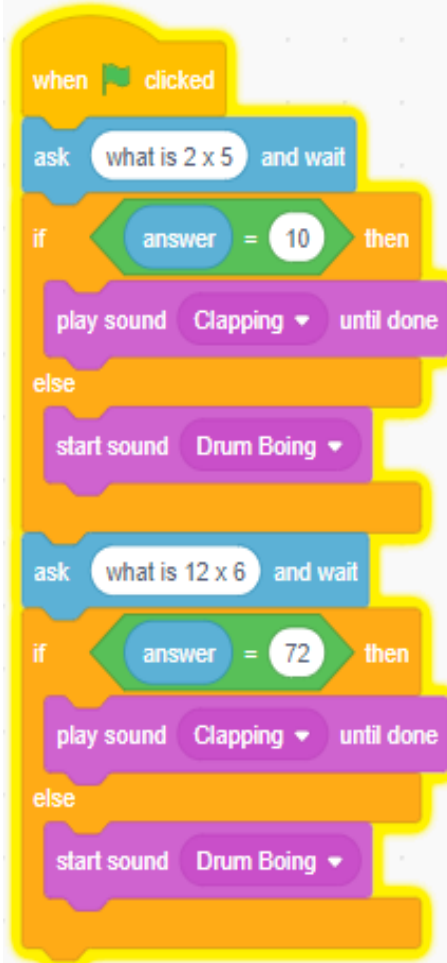 when clicked
ask what is 2 x 5 and wait
if answer = 10 then
play sound Clapping until done
else
start sound Drum Boing
ask what is 12 x 6 and wait
if answer = 72 then
play sound Clapping until done
else
start sound Drum Boing